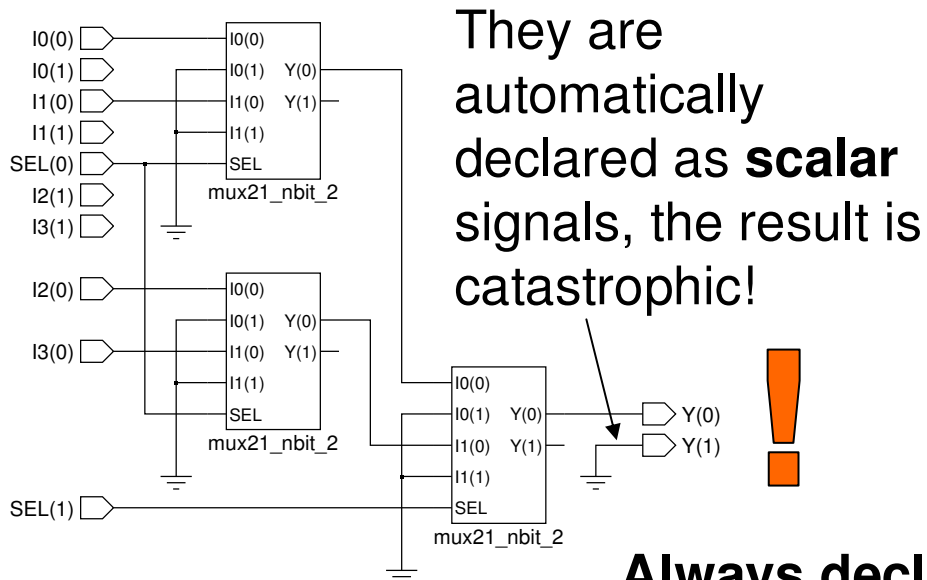 I0(0)
I0(1)
I1(0)
I1(1)
SEL(0)
I2(1)
I3(1)
I2(0)
I3(0)
SEL(1)
I0(0)
I0(1) Y(0)
I1(0) Y(1)
I1(1)
SEL
mux21_nbit_2
I0(0)
I0(1) Y(0)
I1(0) Y(1)
I1(1)
SEL
mux21_nbit_2
I0(0)
I0(1) Y(0)
I1(0) Y(1)
I1(1)
SEL
mux21_nbit_2
Y(0)
Y(1)
They are
automatically
declared as scalar
signals, the result is
catastrophic!
!
Always decl